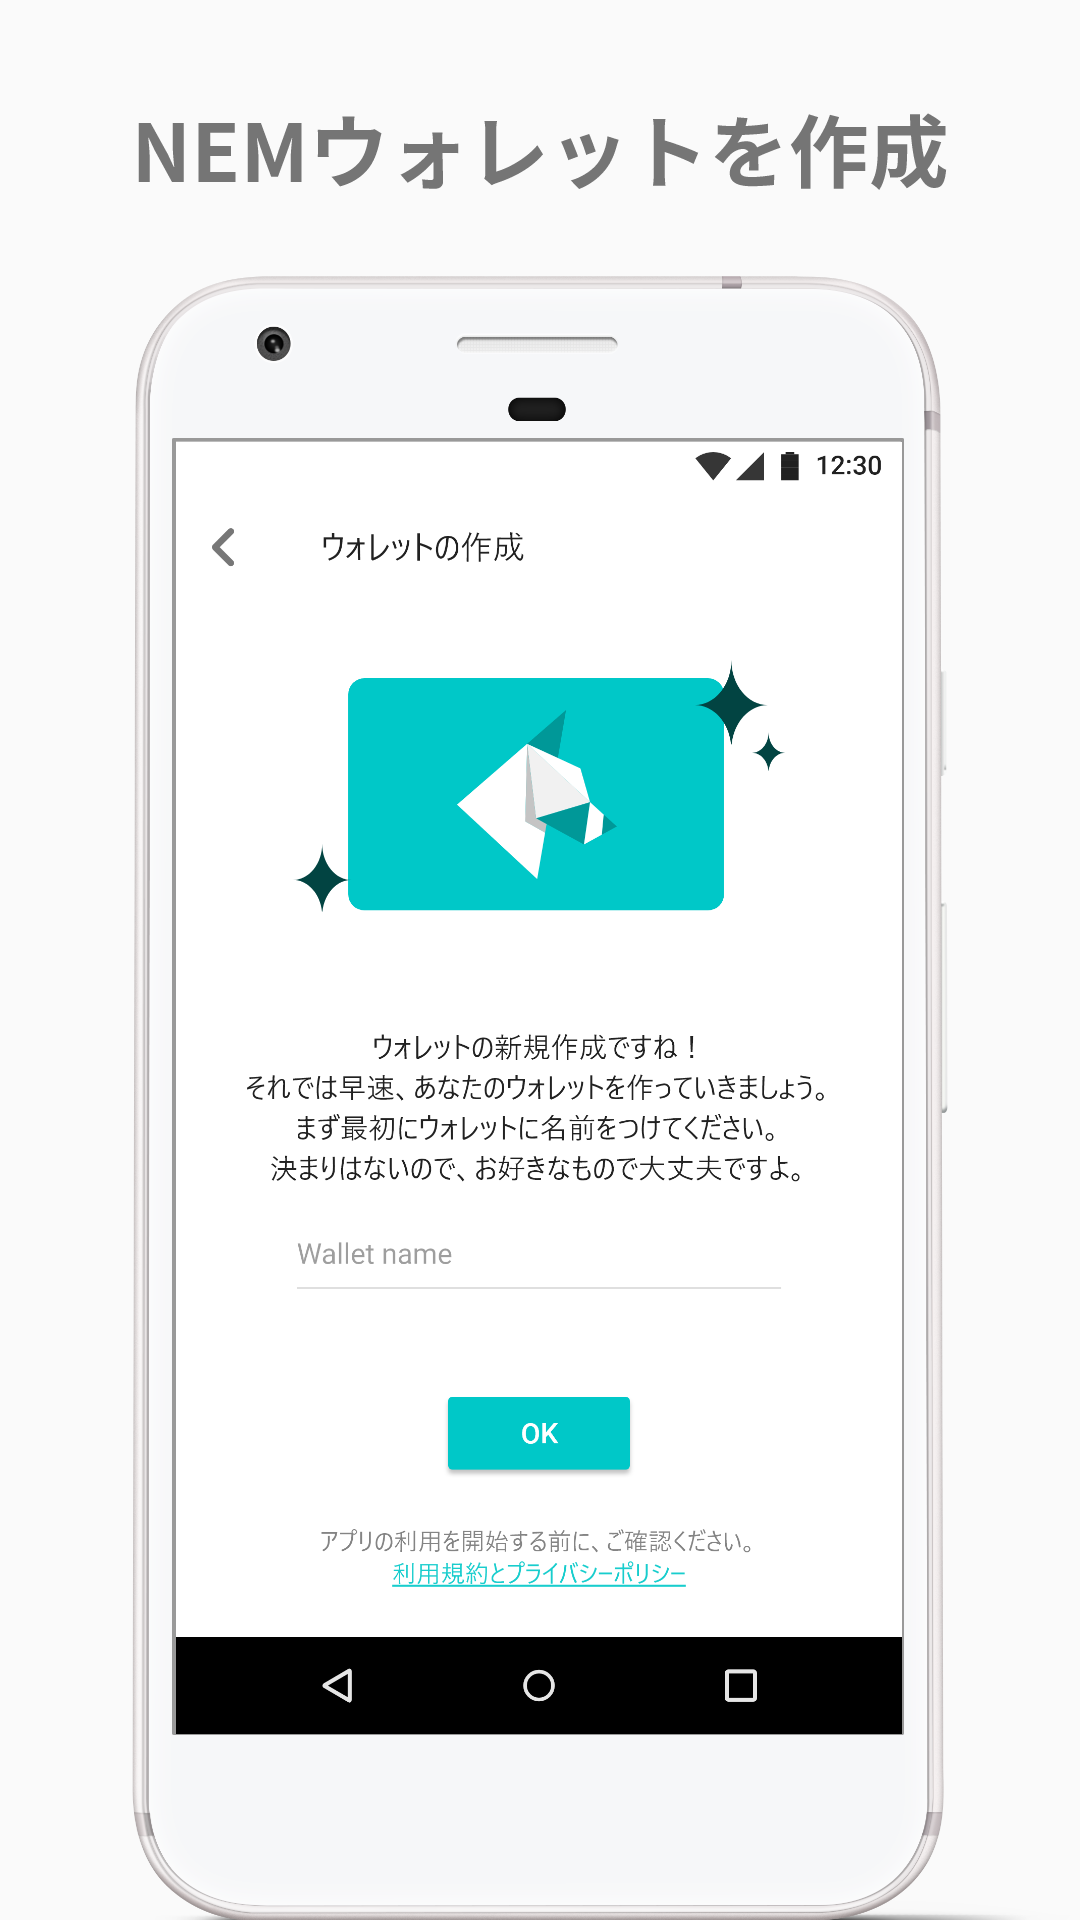 NEMウォレットを作成
12:30
ウォレットの作成
ウォレットの新規作成ですね！
それでは早速、あなたのウォレットを作っていきましょう。
まず最初にウォレットに名前をつけてください。
決まりはないので、お好きなもので大丈夫ですよ。
Wallet name
OK
アプリの利用を開始する前に、ご確認ください。
利用規約とプライバシーポリシー